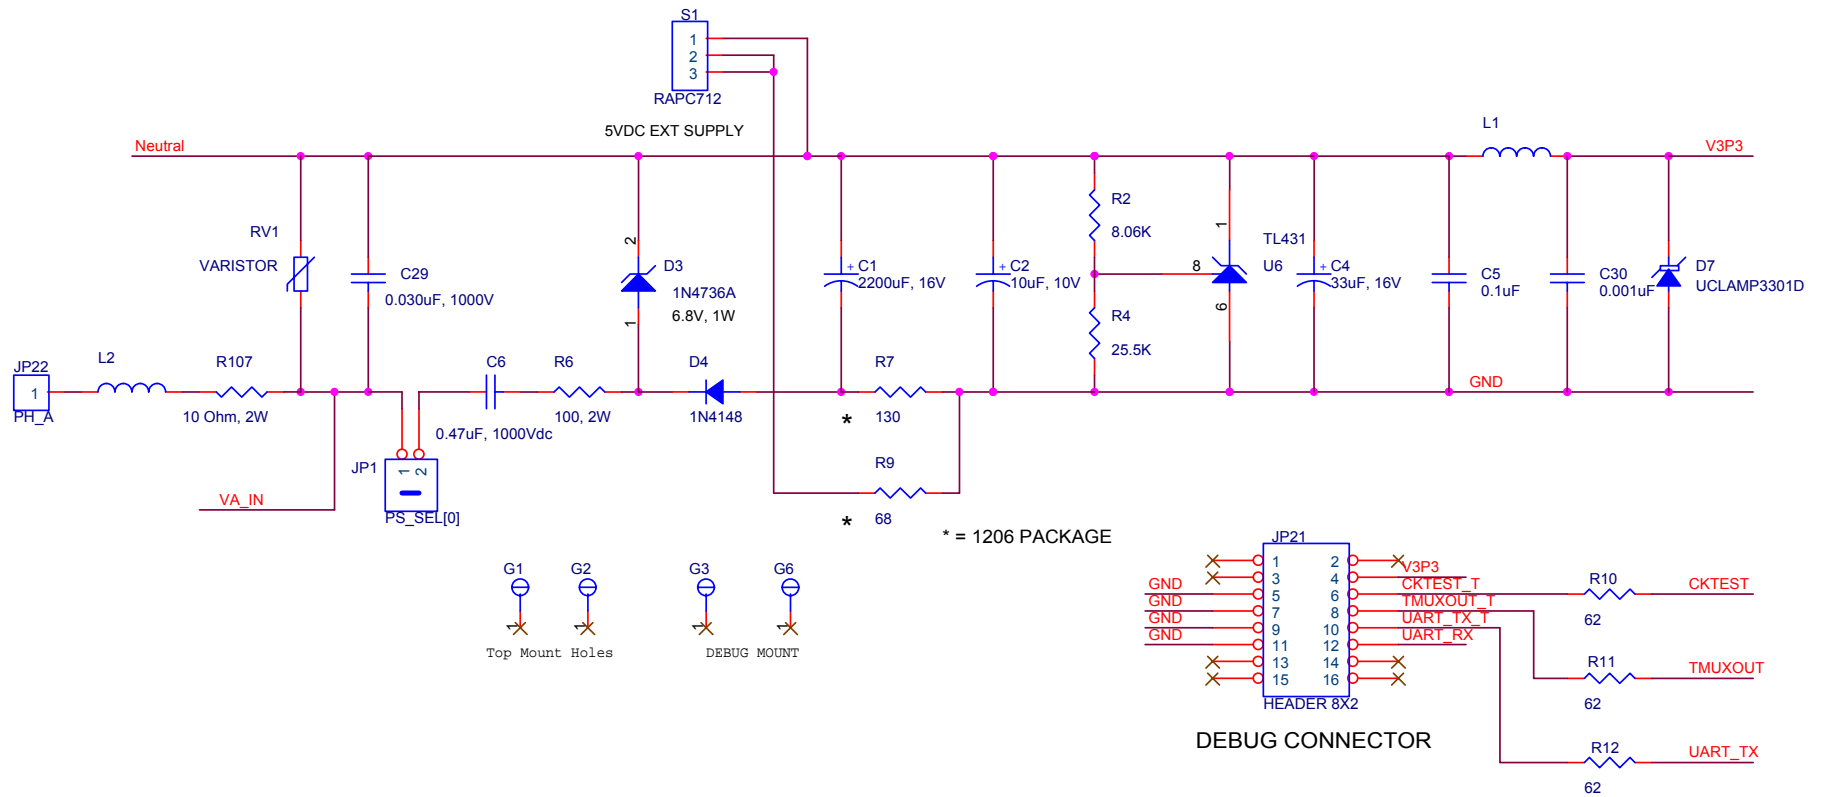 S1
1
2
3
RAPC712
5VDC EXT SUPPLY
Neutral
L1
V3P3
RV1
VARISTOR
C29
0.030uF, 1000V
2
D3
1N4736A
6.8V, 1W
1
+ C1
2200uF, 16V
+ C2
10uF, 10V
R2
8.06K
R4
25.5K
1
8
6
TL431
U6
+ C4
33uF, 16V
C5
0.1uF
C30
0.001uF
D7
UCLAMP3301D
JP22
1
PH_A
L2
R107
10 Ohm, 2W
C6
0.47uF, 1000Vdc
R6
100, 2W
D4
1N4148
R7
* 130
GND
R9
* 68
VA_IN
JP1
1 2
PS_SEL[0]
* = 1206 PACKAGE
G1 G2 G3 G6
1 1 1 1
Top Mount Holes
DEBUG MOUNT
JP21
1 2
3 4 V3P3
GND 5 6 CKTEST_T
GND 7 8 TMUXOUT_T
GND 9 10 UART_TX_T
GND 11 12 UART_RX
13 14
15 16
HEADER 8X2
DEBUG CONNECTOR
R10
62
CKTEST
R11
62
TMUXOUT
R12
62
UART_TX